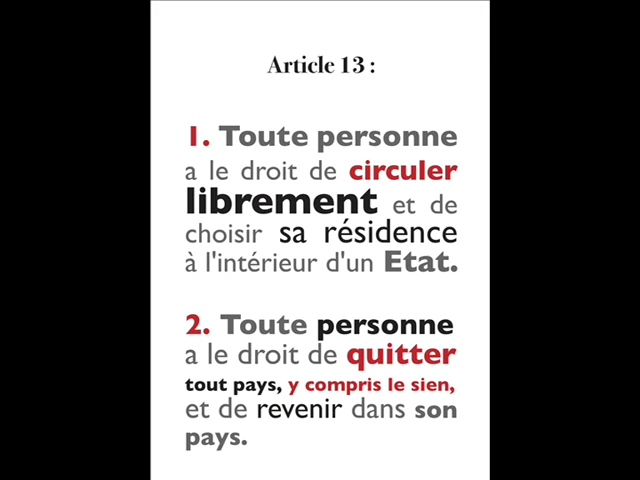 Article 13 :
1. Toute personne
a le droit de circuler
librement et de
choisir sa résidence
à l'intérieur d'un Etat.
2. Toute personne
a le droit de quitter
tout pays, y compris le sien,
et de revenir dans son
pays.